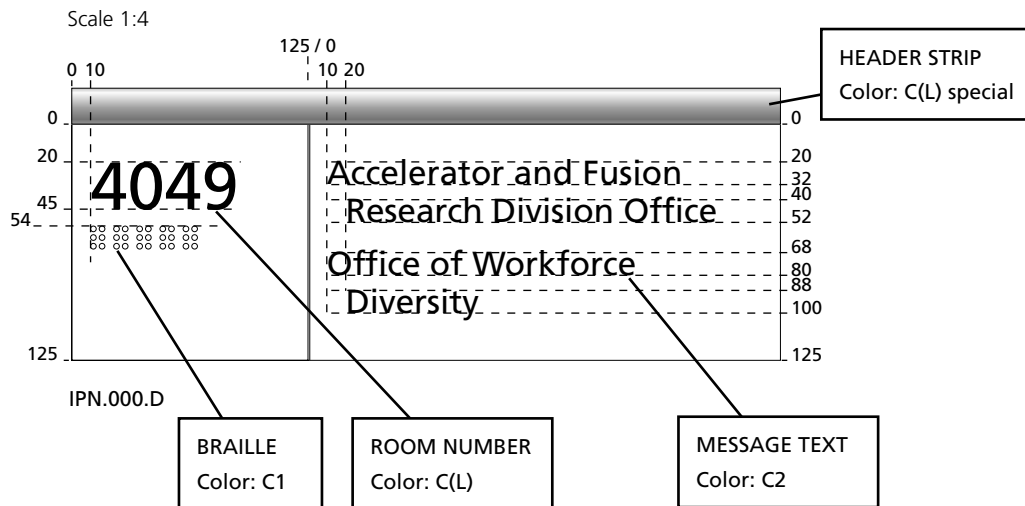 Scale 1:4
125 / 0
0 10
10 20
HEADER STRIP
Color: C(L) special
0
0
20
4049
45
54
Accelerator and Fusion
Research Division Office
Office of Workforce
Diversity
20
32
40
52
68
80
88
100
125
125
IPN.000.D
BRAILLE
Color: C1
ROOM NUMBER
Color: C(L)
MESSAGE TEXT
Color: C2